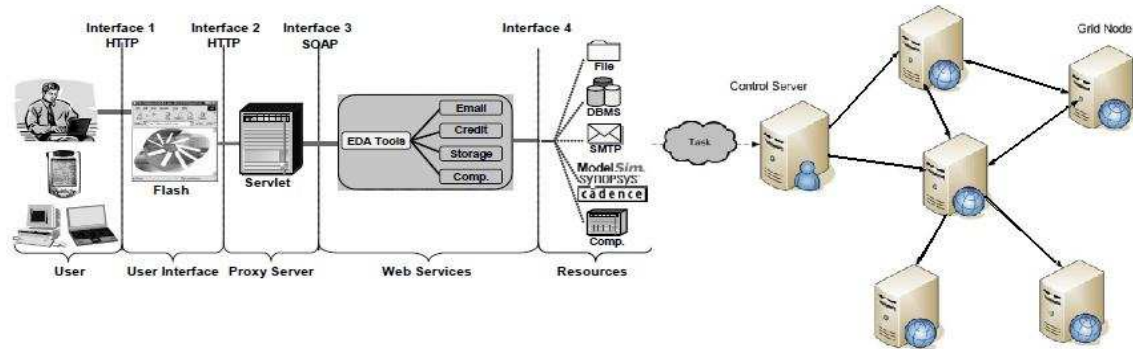 Interface 1
HTTP
Interface 2
HTTP
Interface 3
SOAP
Interface 4
Flash
Servlet
EDA Tools
Email
Credit
Storage
Comp.
File
DBMS
SMTP
ModelSim.
SYNOPSYS
cadence
Comp.
User
User Interface
Proxy Server
Web Services
Resources
Task
Control Server
Grid Node